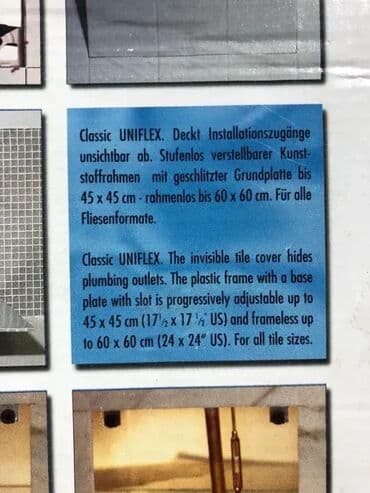 Classic UNIFLEX. Deckt Installationszugänge
unsichtbar ab. Stufenlos verstellbarer Kunst-
stoffrahmen mit geschlitzter Grundplatte bis
45 x 45 cm - rahmenlos bis 60 x 60 cm. Für alle
Fliesenformate.
Classic UNIFLEX. The invisible tile cover hides
plumbing outlets. The plastic frame with a base
plate with slot is progressively adjustable up to
45 x 45 cm (17 1/2 x 17 1/2" US) and frameless up
to 60 x 60 cm (24 x 24" US). For all tile sizes.